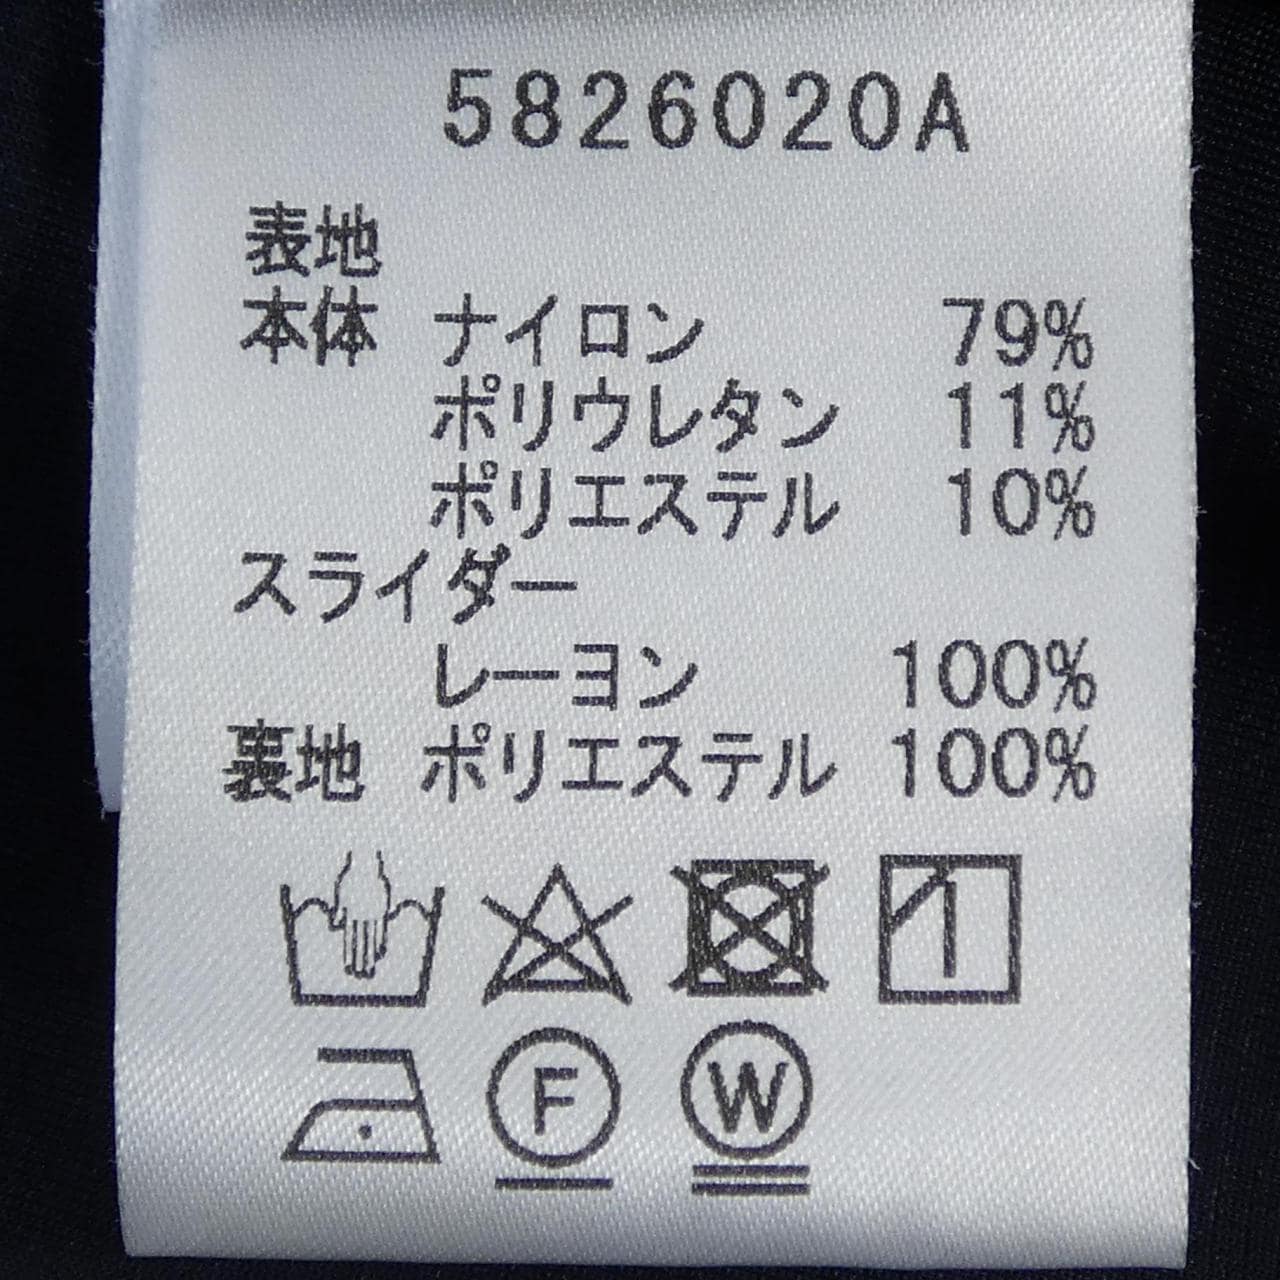 5826020A
表地
本体 ナイロン 79%
ポリウレタン 11%
ポリエステル 10%
スライダー
レーヨン 100%
裏地 ポリエステル 100%
F W